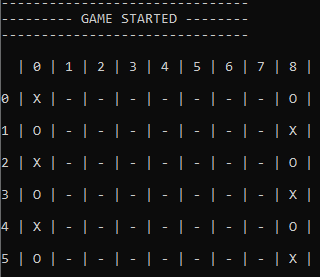 -------------------------------
--------- GAME STARTED --------
-------------------------------
  | 0 | 1 | 2 | 3 | 4 | 5 | 6 | 7 | 8 |
0 | X | - | - | - | - | - | - | - | O |
1 | O | - | - | - | - | - | - | - | X |
2 | X | - | - | - | - | - | - | - | O |
3 | O | - | - | - | - | - | - | - | X |
4 | X | - | - | - | - | - | - | - | O |
5 | O | - | - | - | - | - | - | - | X |